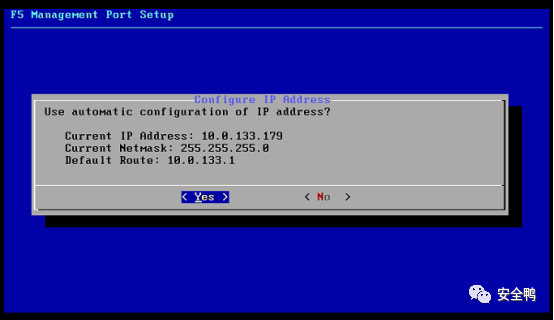 F5 Management Port Setup
Configure IP Address
Use automatic configuration of IP address?
Current IP Address: 10.0.133.179
Current Netmask: 255.255.255.0
Default Route: 10.0.133.1
< Yes > < No >
安全鸭